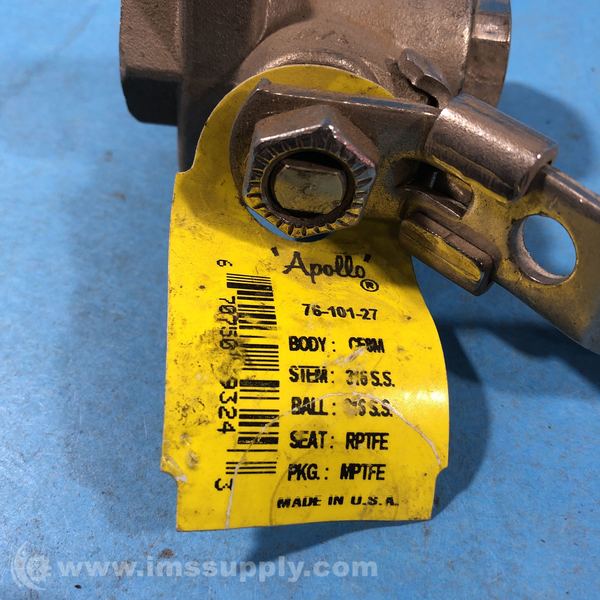 "Apollo" ®
76-101-27
BODY: CF8M
STEM: 316 S.S.
BALL: 316 S.S.
SEAT: RPTFE
PKG.: MPTFE
MADE IN U.S.A.
6 70750 9324 3
www.imssupply.com